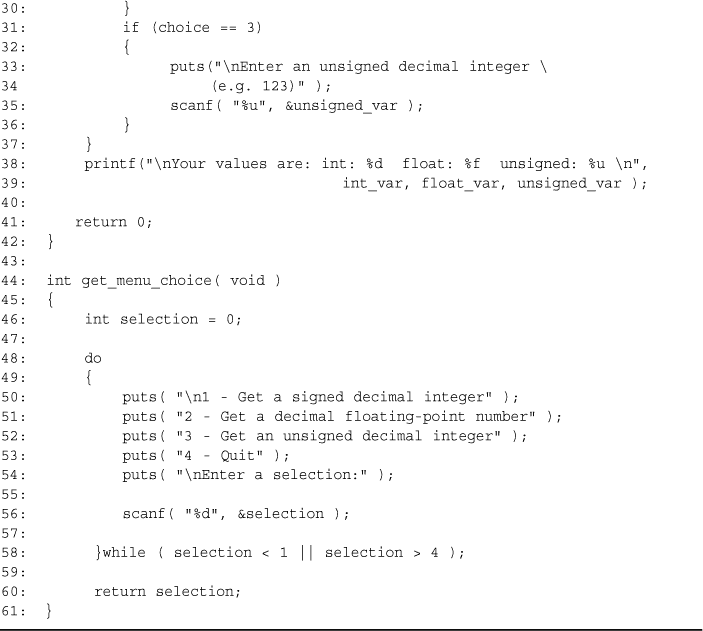 30:          }
31:          if (choice == 3)
32:          {
33:               puts("\nEnter an unsigned decimal integer \
34                    (e.g. 123)" );
35:               scanf( "%u", &unsigned_var );
36:          }
37:      }
38:      printf("\nYour values are: int: %d  float: %f  unsigned: %u \n",
39:                                 int_var, float_var, unsigned_var );
40:
41:     return 0;
42:  }
43:
44:  int get_menu_choice( void )
45:  {
46:      int selection = 0;
47:
48:      do
49:      {
50:          puts( "\n1 - Get a signed decimal integer" );
51:          puts( "2 - Get a decimal floating-point number" );
52:          puts( "3 - Get an unsigned decimal integer" );
53:          puts( "4 - Quit" );
54:          puts( "\nEnter a selection:" );
55:
56:          scanf( "%d", &selection );
57:
58:       }while ( selection < 1 || selection > 4 );
59:
60:       return selection;
61:  }